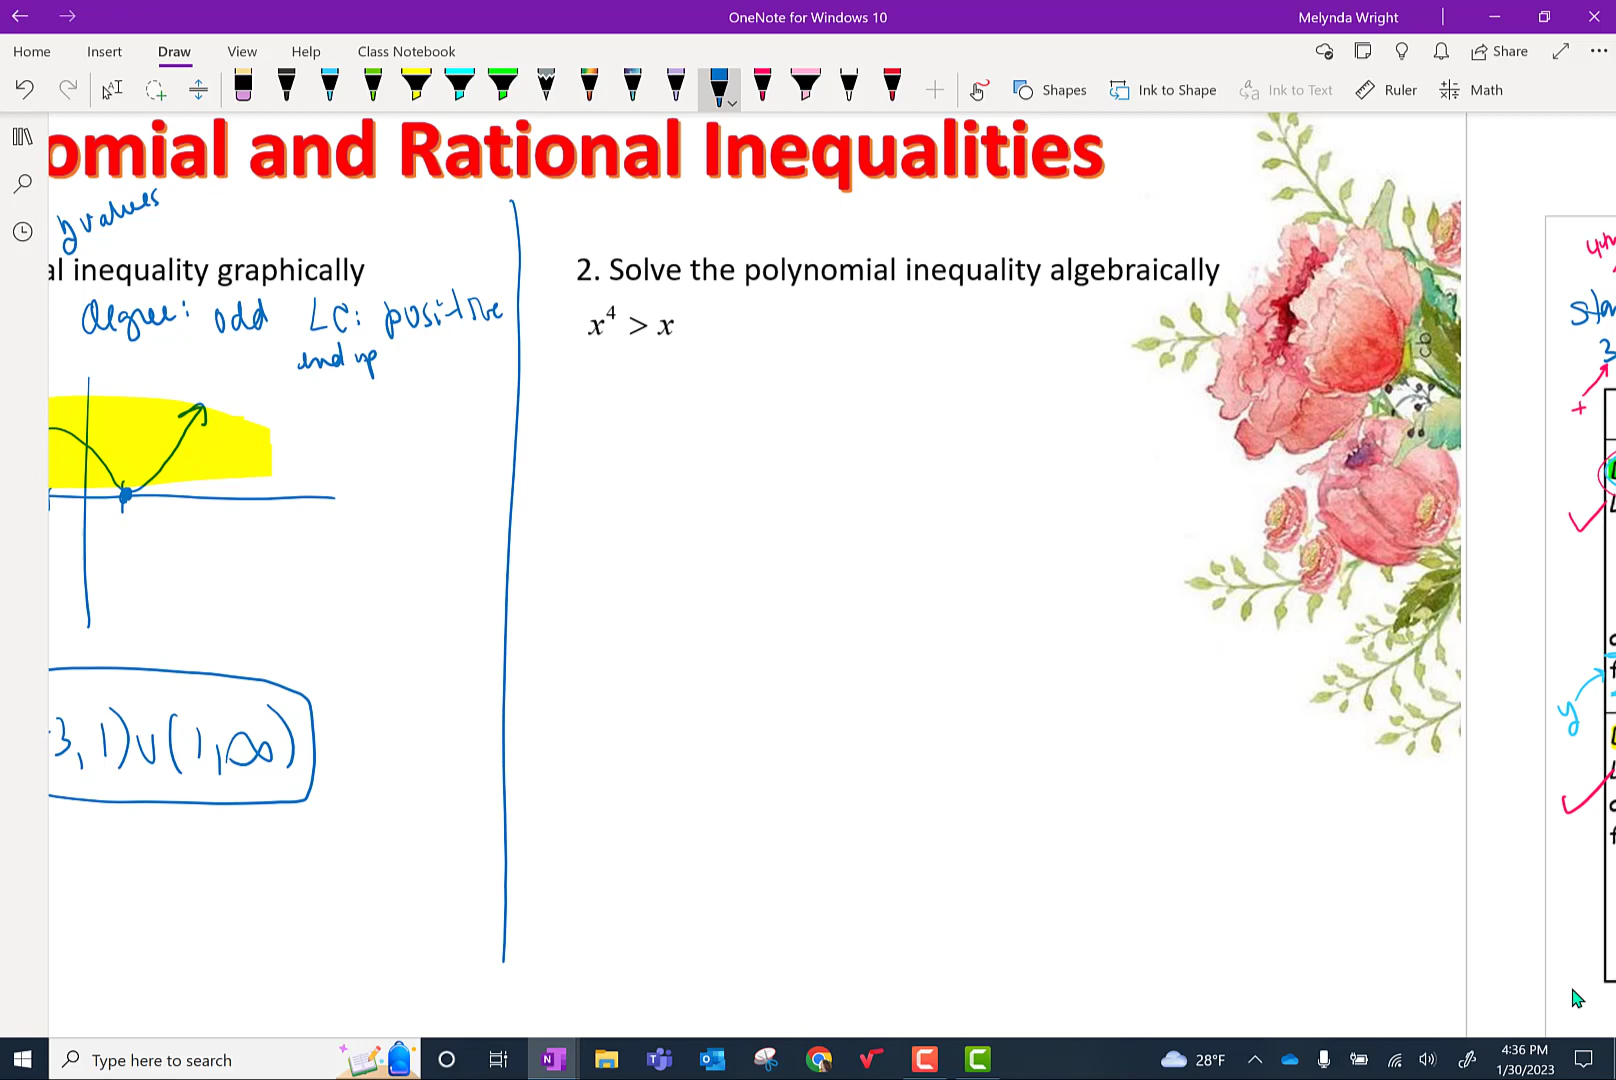 OneNote for Windows 10
Melynda Wright
Home Insert Draw View Help Class Notebook
Share
Shapes Ink to Shape Ink to Text Ruler Math
omial and Rational Inequalities
y values
al inequality graphically
degree: odd LC: positive
end up
3, 1) ∪ (1, ∞)
2. Solve the polynomial inequality algebraically
x⁴ > x
cb
3
+
y
Type here to search
28°F
4:36 PM
1/30/2023